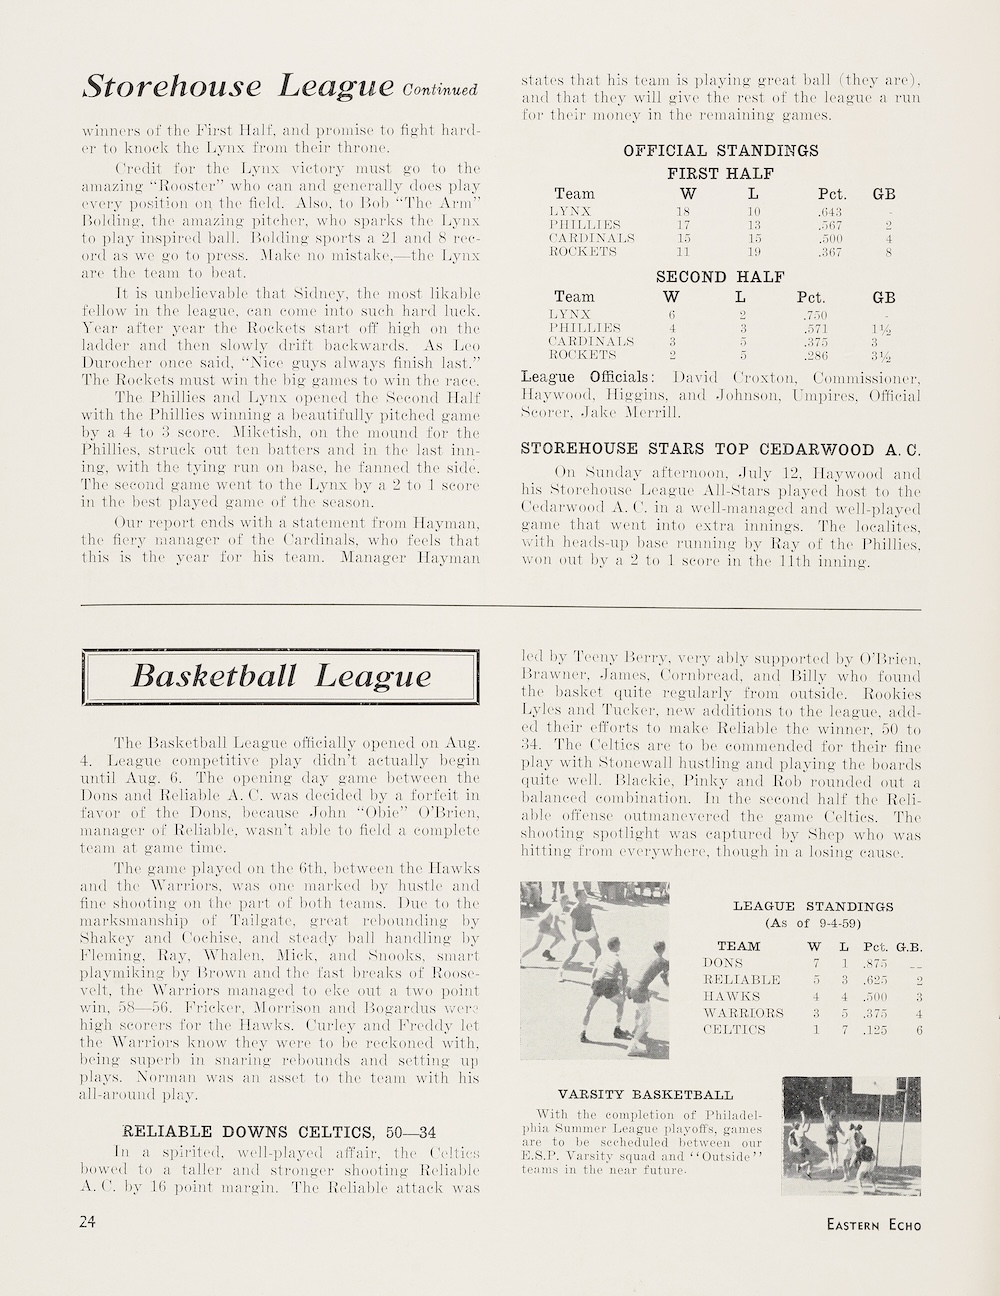 Storehouse League Continued
winners of the First Half, and promise to fight hard-
er to knock the Lynx from their throne.
Credit for the Lynx victory must go to the
amazing “Rooster” who can and generally does play
every position on the field. Also, to Bob “The Arm”
Bolding, the amazing pitcher, who sparks the Lynx
to play inspired ball. Bolding sports a 21 and 8 rec-
ord as we go to press. Make no mistake,—the Lynx
are the team to beat.
It is unbelievable that Sidney, the most likable
fellow in the league, can come into such hard luck.
Year after year the Rockets start off high on the
ladder and then slowly drift backwards. As Leo
Durocher once said, “Nice guys always finish last.”
The Rockets must win the big games to win the race.
The Phillies and Lynx opened the Second Half
with the Phillies winning a beautifully pitched game
by a 4 to 3 score. Miketish, on the mound for the
Phillies, struck out ten batters and in the last inn-
ing, with the tying run on base, he fanned the side.
The second game went to the Lynx by a 2 to 1 score
in the best played game of the season.
Our report ends with a statement from Hayman,
the fiery manager of the Cardinals, who feels that
this is the year for his team. Manager Hayman
states that his team is playing great ball (they are),
and that they will give the rest of the league a run
for their money in the remaining games.
OFFICIAL STANDINGS
FIRST HALF
Team W L Pct. GB
LYNX 18 10 .643 -
PHILLIES 17 13 .567 2
CARDINALS 15 15 .500 4
ROCKETS 11 19 .367 8
SECOND HALF
Team W L Pct. GB
LYNX 6 2 .750 -
PHILLIES 4 3 .571 1½
CARDINALS 3 5 .375 3
ROCKETS 2 5 .286 3½
League Officials: David Croxton, Commissioner,
Haywood, Higgins, and Johnson, Umpires, Official
Scorer, Jake Merrill.
STOREHOUSE STARS TOP CEDARWOOD A. C.
On Sunday afternoon, July 12, Haywood and
his Storehouse League All-Stars played host to the
Cedarwood A. C. in a well-managed and well-played
game that went into extra innings. The localites,
with heads-up base running by Ray of the Phillies,
won out by a 2 to 1 score in the 11th inning.
Basketball League
The Basketball League officially opened on Aug.
4. League competitive play didn’t actually begin
until Aug. 6. The opening day game between the
Dons and Reliable A. C. was decided by a forfeit in
favor of the Dons, because John “Obie” O’Brien,
manager of Reliable, wasn’t able to field a complete
team at game time.
The game played on the 6th, between the Hawks
and the Warriors, was one marked by hustle and
fine shooting on the part of both teams. Due to the
marksmanship of Tailgate, great rebounding by
Shakey and Cochise, and steady ball handling by
Fleming, Ray, Whalen, Mick, and Snooks, smart
playmiking by Brown and the fast breaks of Roose-
velt, the Warriors managed to eke out a two point
win, 58—56. Fricker, Morrison and Bogardus were
high scorers for the Hawks. Curley and Freddy let
the Warriors know they were to be reckoned with,
being superb in snaring rebounds and setting up
plays. Norman was an asset to the team with his
all-around play.
RELIABLE DOWNS CELTICS, 50—34
In a spirited, well-played affair, the Celtics
bowed to a taller and stronger shooting Reliable
A. C. by 16 point margin. The Reliable attack was
led by Teeny Berry, very ably supported by O’Brien,
Brawner, James, Cornbread, and Billy who found
the basket quite regularly from outside. Rookies
Lyles and Tucker, new additions to the league, add-
ed their efforts to make Reliable the winner, 50 to
34. The Celtics are to be commended for their fine
play with Stonewall hustling and playing the boards
quite well. Blackie, Pinky and Rob rounded out a
balanced combination. In the second half the Reli-
able offense outmanevered the game Celtics. The
shooting spotlight was captured by Shep who was
hitting from everywhere, though in a losing cause.
LEAGUE STANDINGS
(As of 9-4-59)
TEAM W L Pct. G.B.
DONS 7 1 .875 __
RELIABLE 5 3 .625 2
HAWKS 4 4 .500 3
WARRIORS 3 5 .375 4
CELTICS 1 7 .125 6
VARSITY BASKETBALL
With the completion of Philadel-
phia Summer League playoffs, games
are to be secheduled between our
E.S.P. Varsity squad and “Outside”
teams in the near future.
24
EASTERN ECHO